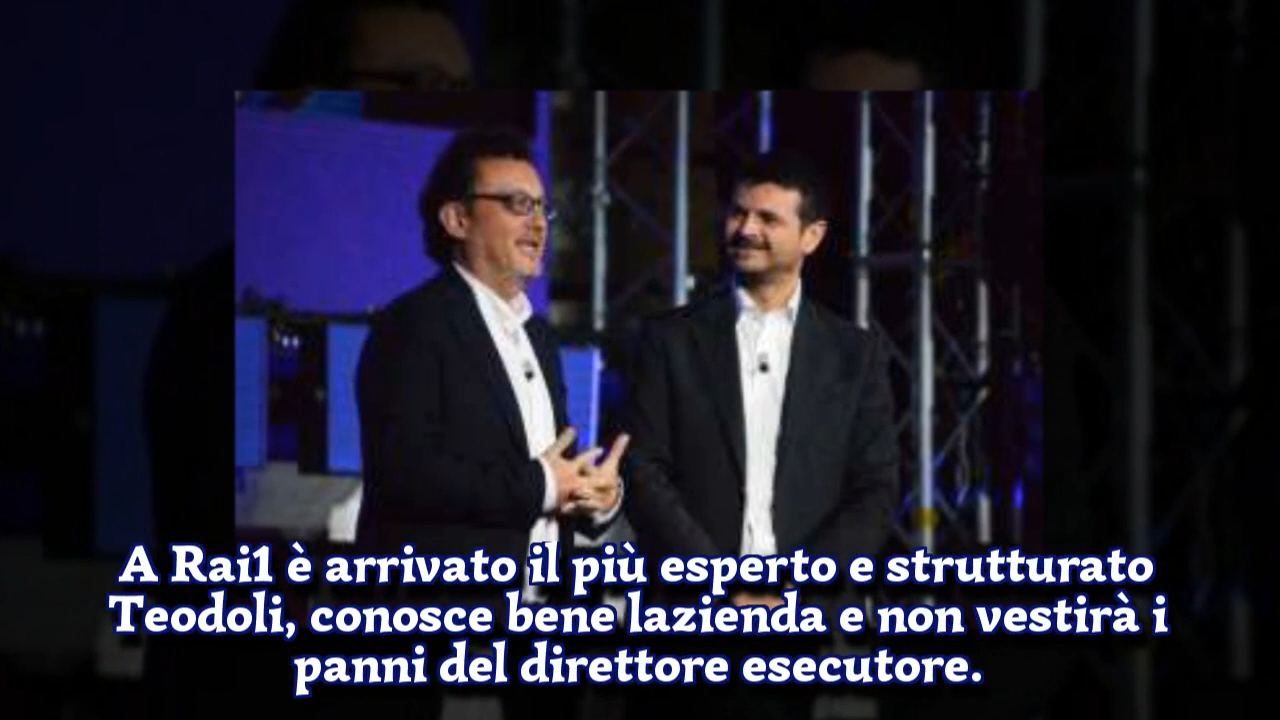 A Rai1 è arrivato il più esperto e strutturato
Teodoli, conosce bene lazienda e non vestirà i
panni del direttore esecutore.